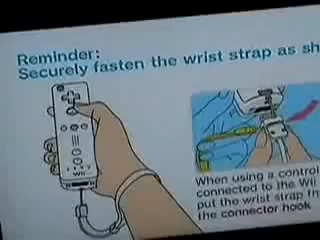 Reminder:
Securely fasten the wrist strap as sh
Wii
When using a control
connected to the Wii
put the wrist strap th
the connector hook